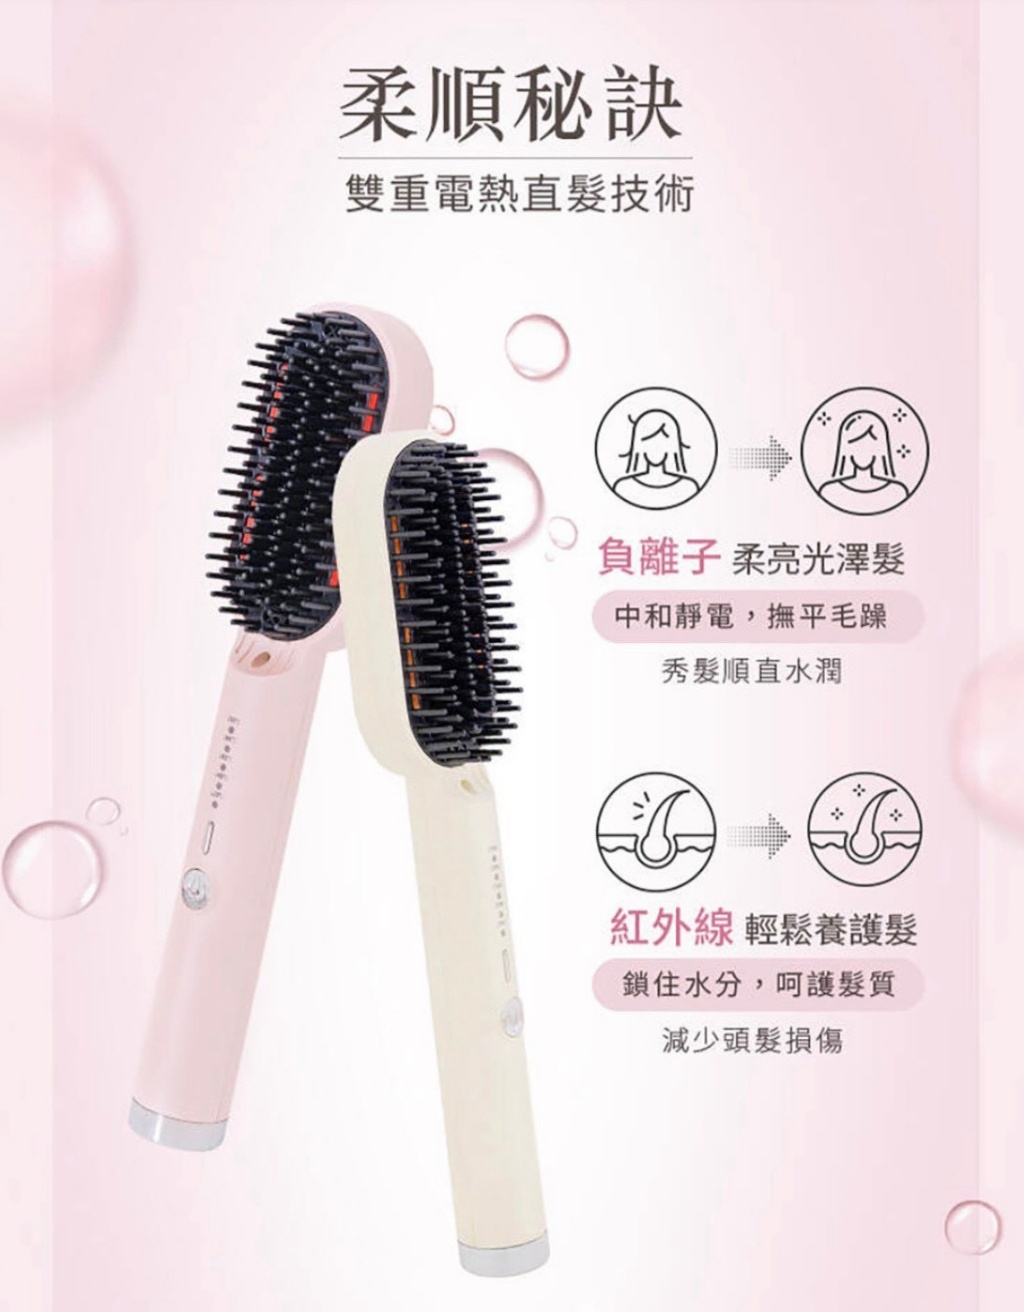 柔順秘訣
雙重電熱直髮技術
負離子 柔亮光澤髮
中和靜電，撫平毛躁
秀髮順直水潤
紅外線 輕鬆養護髮
鎖住水分，呵護髮質
減少頭髮損傷